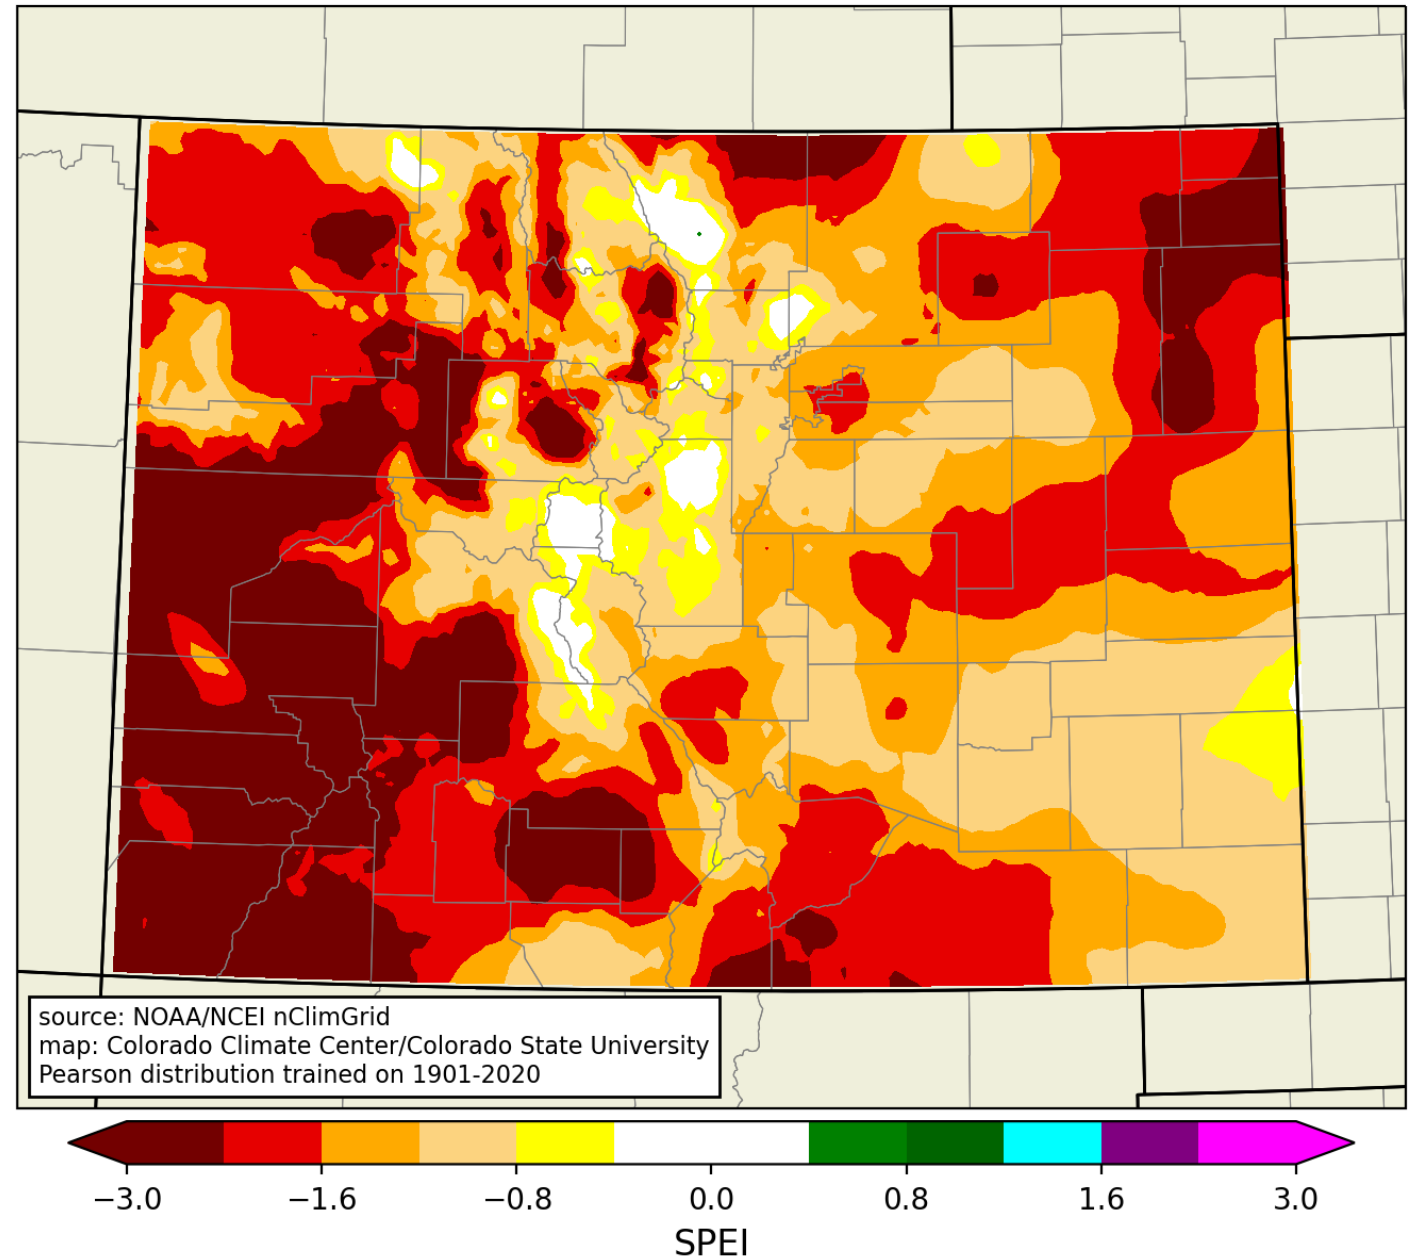 source: NOAA/NCEI nClimGrid
map: Colorado Climate Center/Colorado State University
Pearson distribution trained on 1901-2020
−3.0 −1.6 −0.8 0.0 0.8 1.6 3.0
SPEI